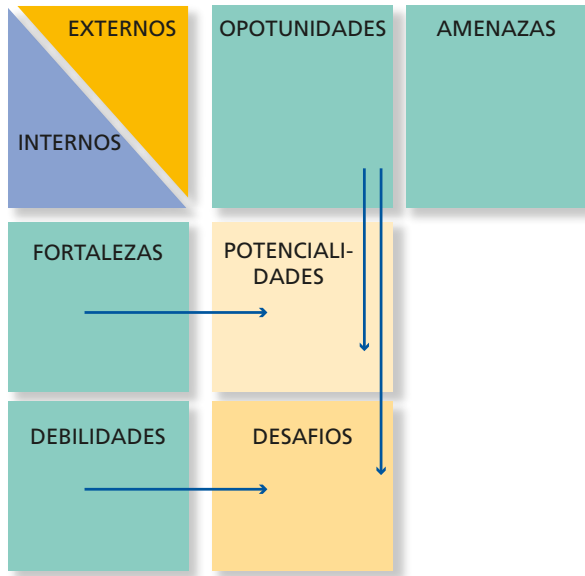 EXTERNOS
INTERNOS
OPOTUNIDADES
AMENAZAS
FORTALEZAS
POTENCIALI-
DADES
DEBILIDADES
DESAFIOS